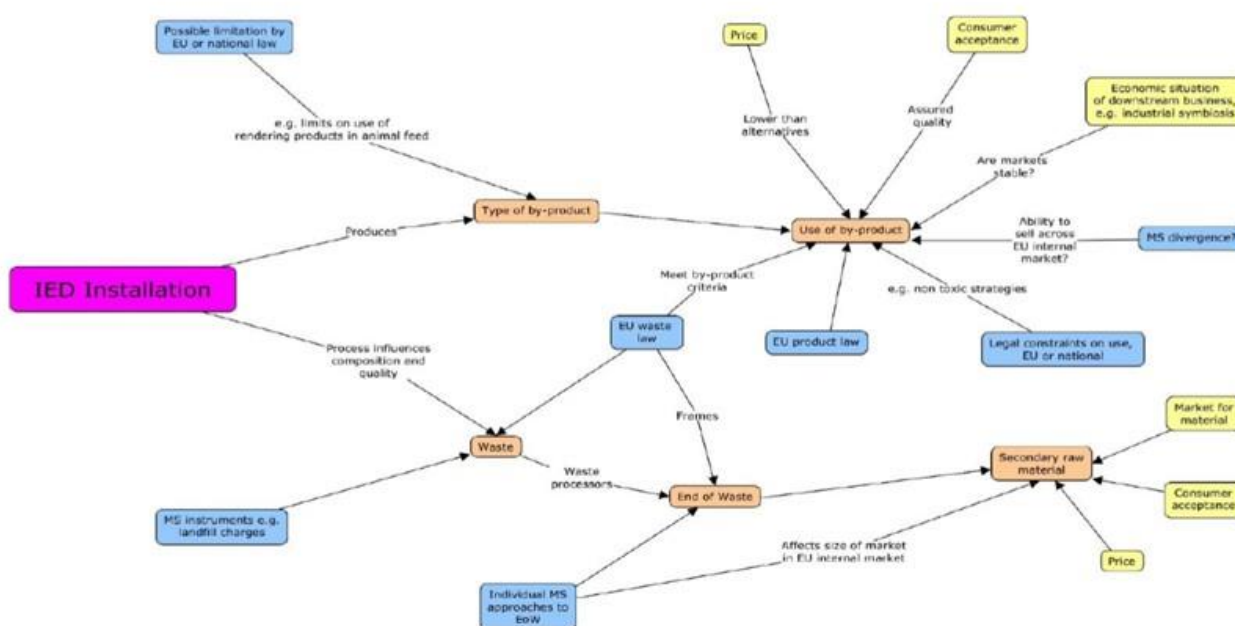 Possible limitation by
EU or national law
Price
Consumer
acceptance
Economic situation
of downstream business,
e.g. industrial symbiosis
e.g. limits on use of
rendering products in animal feed
Lower than
alternatives
Assured
quality
Are markets
stable?
Type of by-product
Produces
Use of by-product
Ability to
sell across
EU internal
market?
MS divergence?
IED Installation
Meet by-product
criteria
e.g. non toxic strategies
EU waste
law
EU product law
Legal constraints on use,
EU or national
Process influences
composition and
quality
Frames
Market for
material
Waste
Waste
processors
Secondary raw
material
End of Waste
Consumer
acceptance
MS instruments e.g.
landfill charges
Affects size of market
in EU internal market
Price
Individual MS
approaches to
EoW